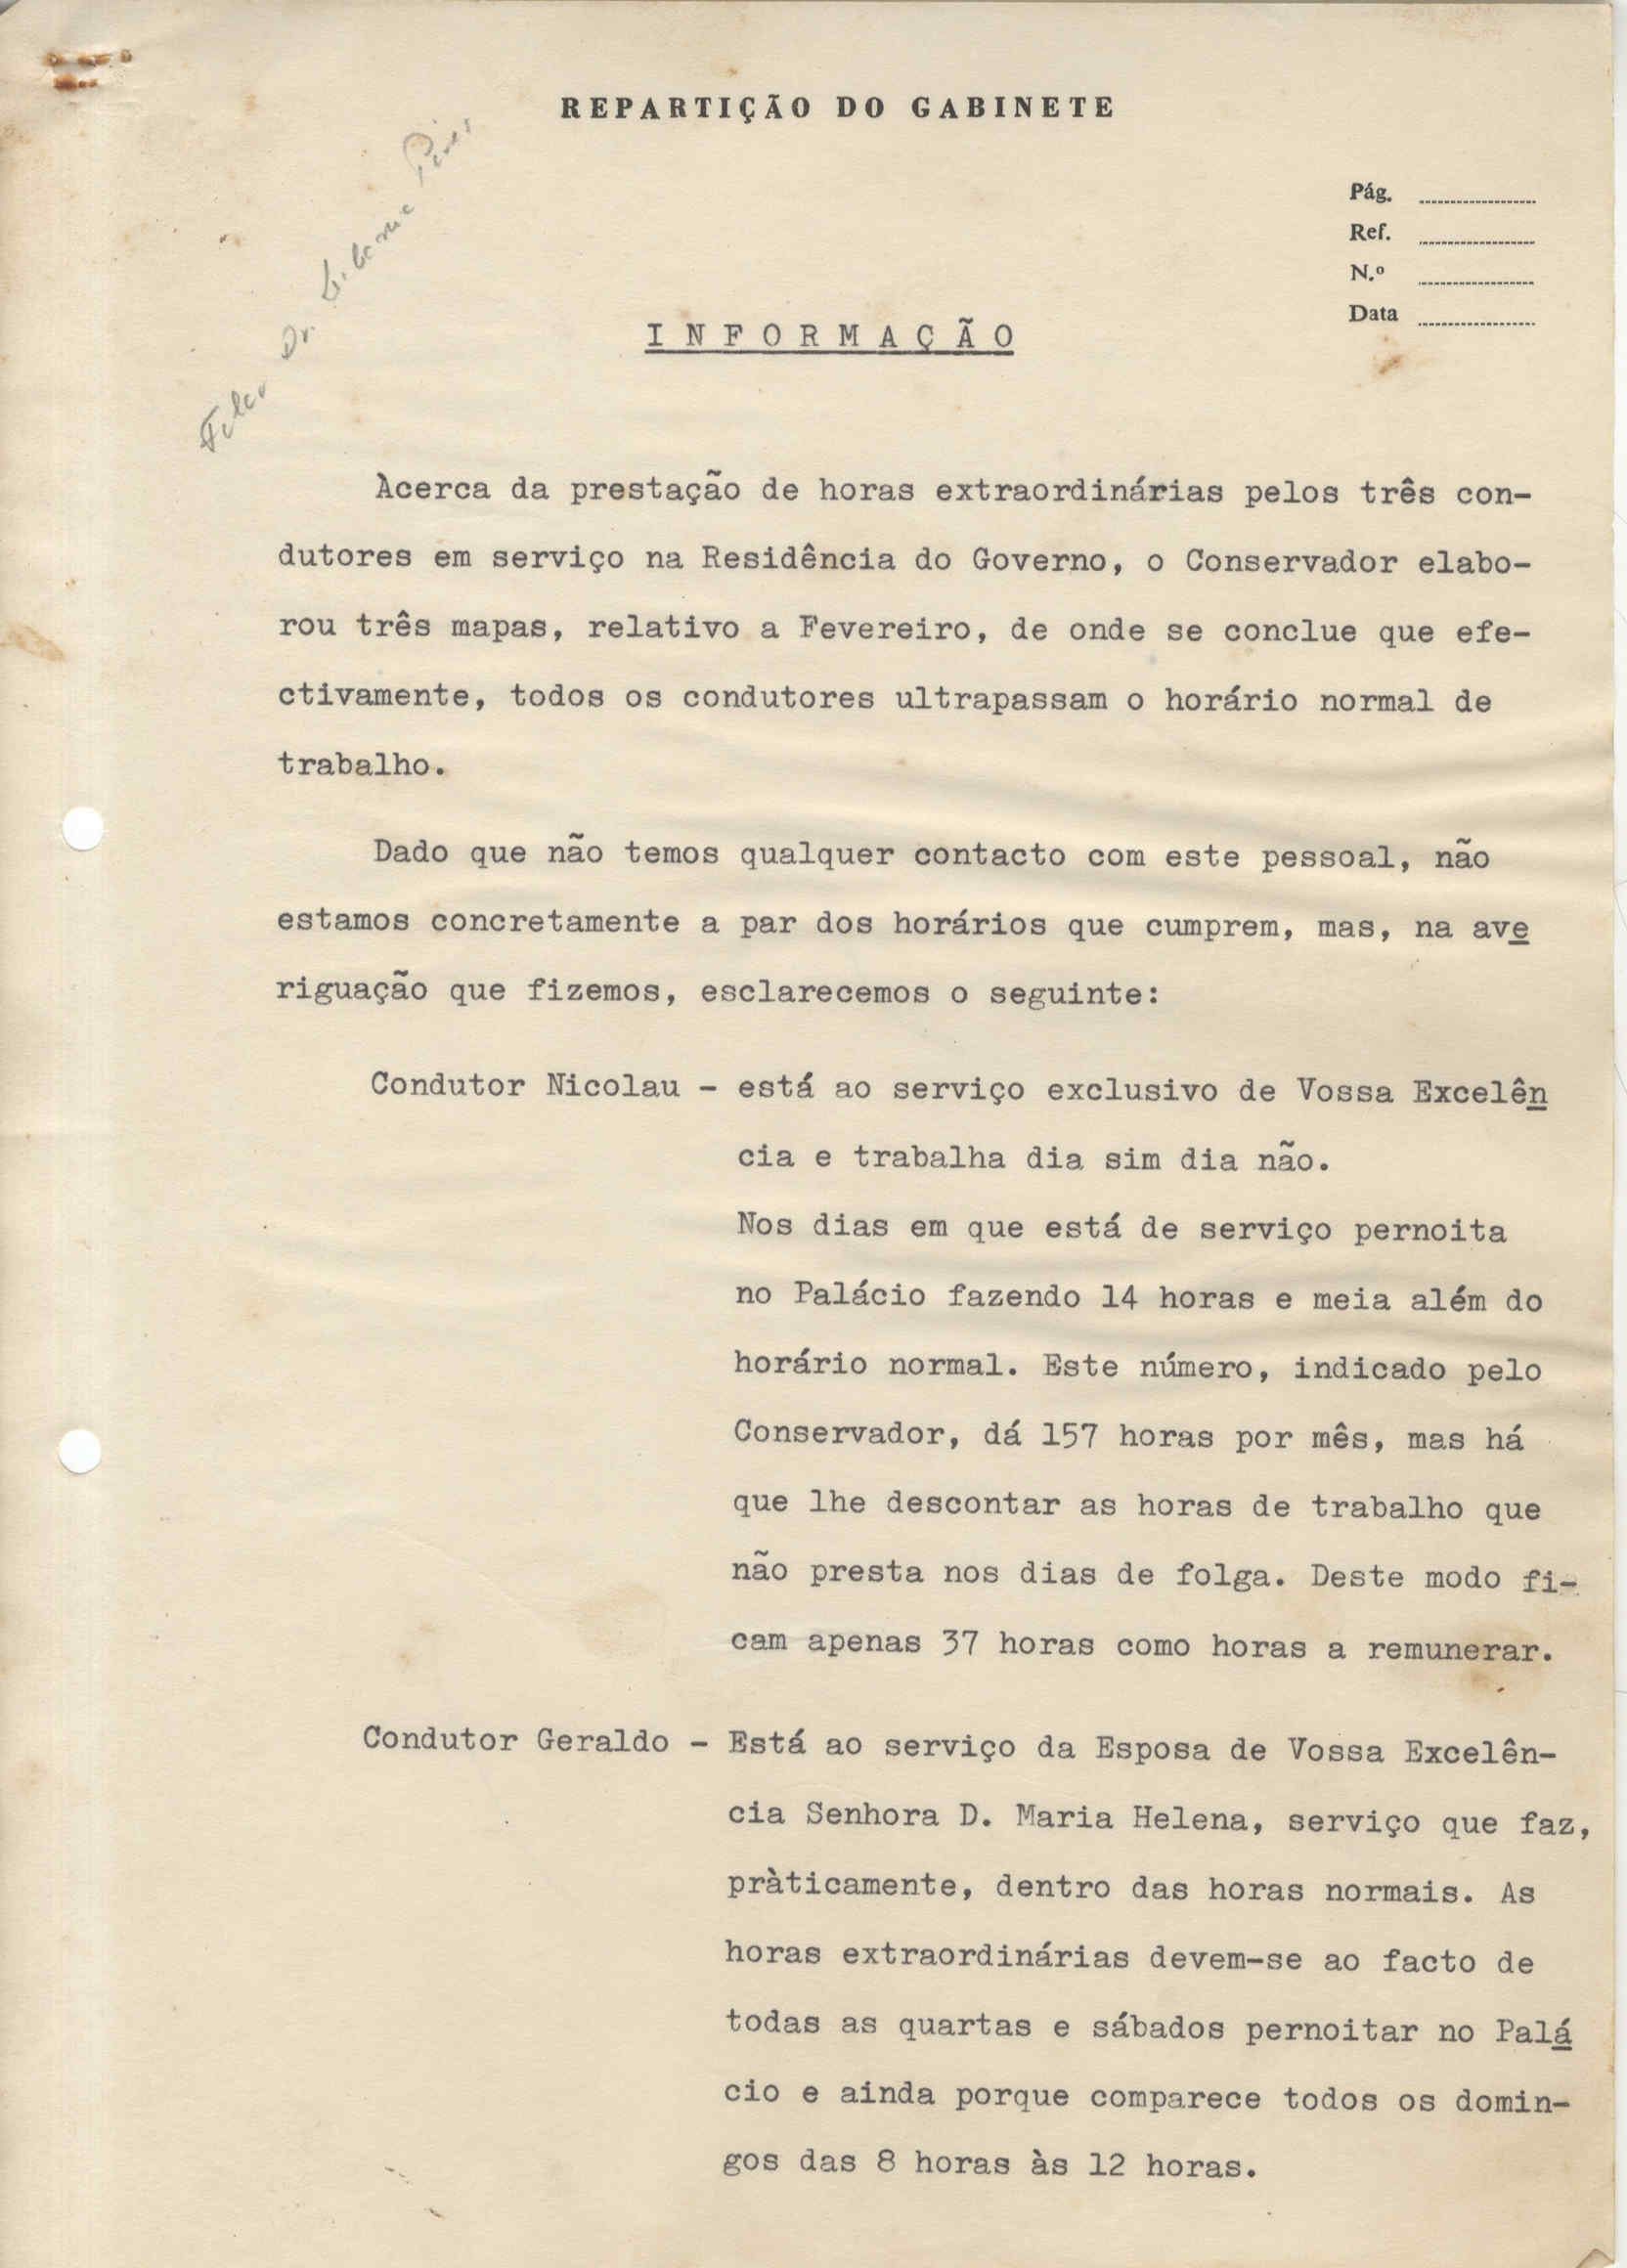 REPARTIÇÃO DO GABINETE
Pág.
Ref.
N.º
Data
Dr.
INFORMAÇÃO
Acerca da prestação de horas extraordinárias pelos três con-
dutores em serviço na Residência do Governo, o Conservador elabo-
rou três mapas, relativo a Fevereiro, de onde se conclue que efe-
ctivamente, todos os condutores ultrapassam o horário normal de
trabalho.
Dado que não temos qualquer contacto com este pessoal, não
estamos concretamente a par dos horários que cumprem, mas, na ave
riguação que fizemos, esclarecemos o seguinte:
Condutor Nicolau - está ao serviço exclusivo de Vossa Excelên
cia e trabalha dia sim dia não.
Nos dias em que está de serviço pernoita
no Palácio fazendo 14 horas e meia além do
horário normal. Este número, indicado pelo
Conservador, dá 157 horas por mês, mas há
que lhe descontar as horas de trabalho que
não presta nos dias de folga. Deste modo fi-
cam apenas 37 horas como horas a remunerar.
Condutor Geraldo - Está ao serviço da Esposa de Vossa Excelên-
cia Senhora D. Maria Helena, serviço que faz,
pràticamente, dentro das horas normais. As
horas extraordinárias devem-se ao facto de
todas as quartas e sábados pernoitar no Palá
cio e ainda porque comparece todos os domin-
gos das 8 horas às 12 horas.